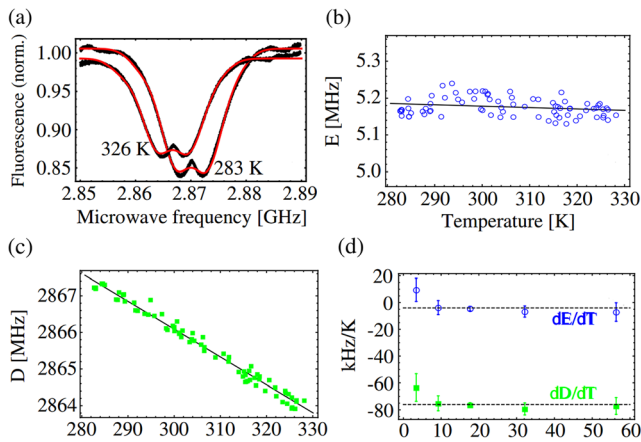 (a)
Fluorescence (norm.)
1.00
0.95
0.90
0.85
326 K
283 K
2.85
2.86
2.87
2.88
2.89
Microwave frequency [GHz]
(b)
E [MHz]
5.3
5.2
5.1
5.0
280 290 300 310 320 330
Temperature [K]
(c)
D [MHz]
2867
2866
2865
2864
280 290 300 310 320 330
(d)
kHz/K
20
0
-20
-40
-60
-80
dE/dT
dD/dT
0 10 20 30 40 50 60